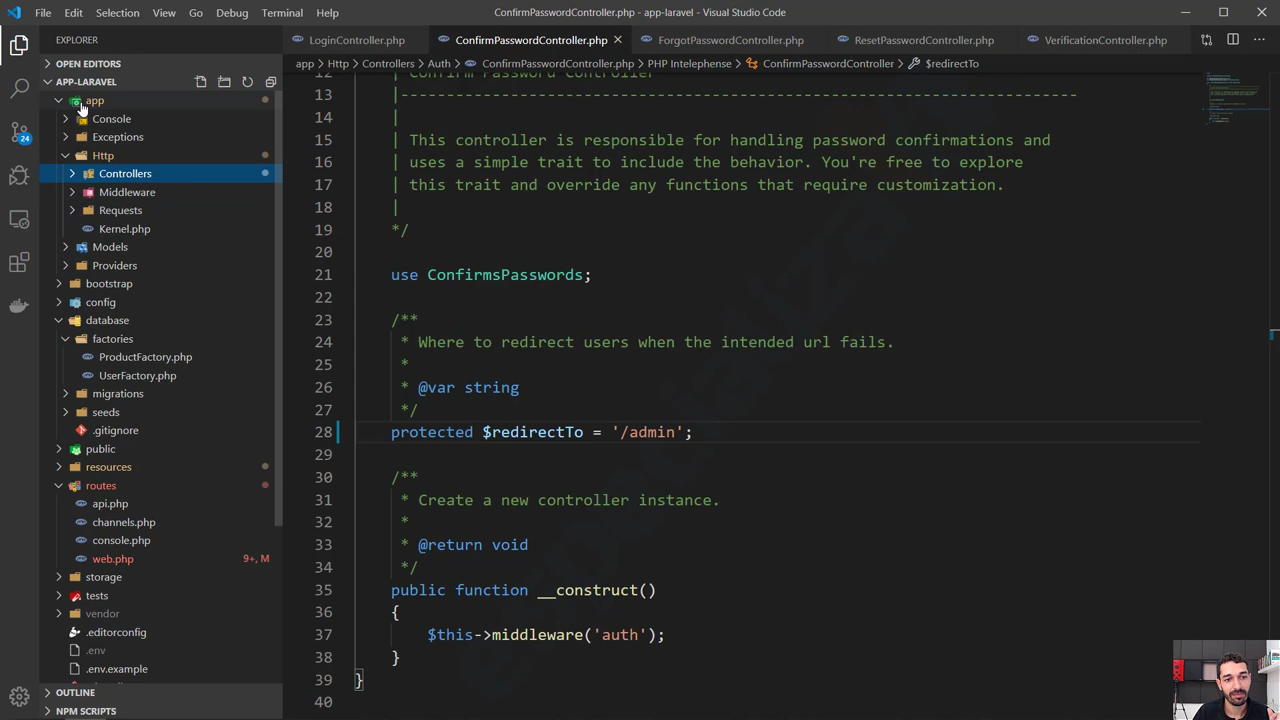 File Edit Selection View Go Debug Terminal Help
ConfirmPasswordController.php - app-laravel - Visual Studio Code
EXPLORER
LoginController.php
ConfirmPasswordController.php
ForgotPasswordController.php
ResetPasswordController.php
VerificationController.php
OPEN EDITORS
app > Http > Controllers > Auth > ConfirmPasswordController.php > PHP Intelephense > ConfirmPasswordController > $redirectTo
APP-LARAVEL
app
Console
Exceptions
Http
Controllers
Middleware
Requests
Kernel.php
Models
Providers
bootstrap
config
database
factories
ProductFactory.php
UserFactory.php
migrations
seeds
.gitignore
public
resources
routes
api.php
channels.php
console.php
web.php 9+, M
storage
tests
vendor
.editorconfig
.env
.env.example
OUTLINE
NPM SCRIPTS
24
12 | Confirm Password Controller
13 |--------------------------------------------------------------------------
14 |
15 | This controller is responsible for handling password confirmations and
16 | uses a simple trait to include the behavior. You're free to explore
17 | this trait and override any functions that require customization.
18 |
19 */
20
21 use ConfirmsPasswords;
22
23 /**
24 * Where to redirect users when the intended url fails.
25 *
26 * @var string
27 */
28 protected $redirectTo = '/admin';
29
30 /**
31 * Create a new controller instance.
32 *
33 * @return void
34 */
35 public function __construct()
36 {
37 $this->middleware('auth');
38 }
39 }
40